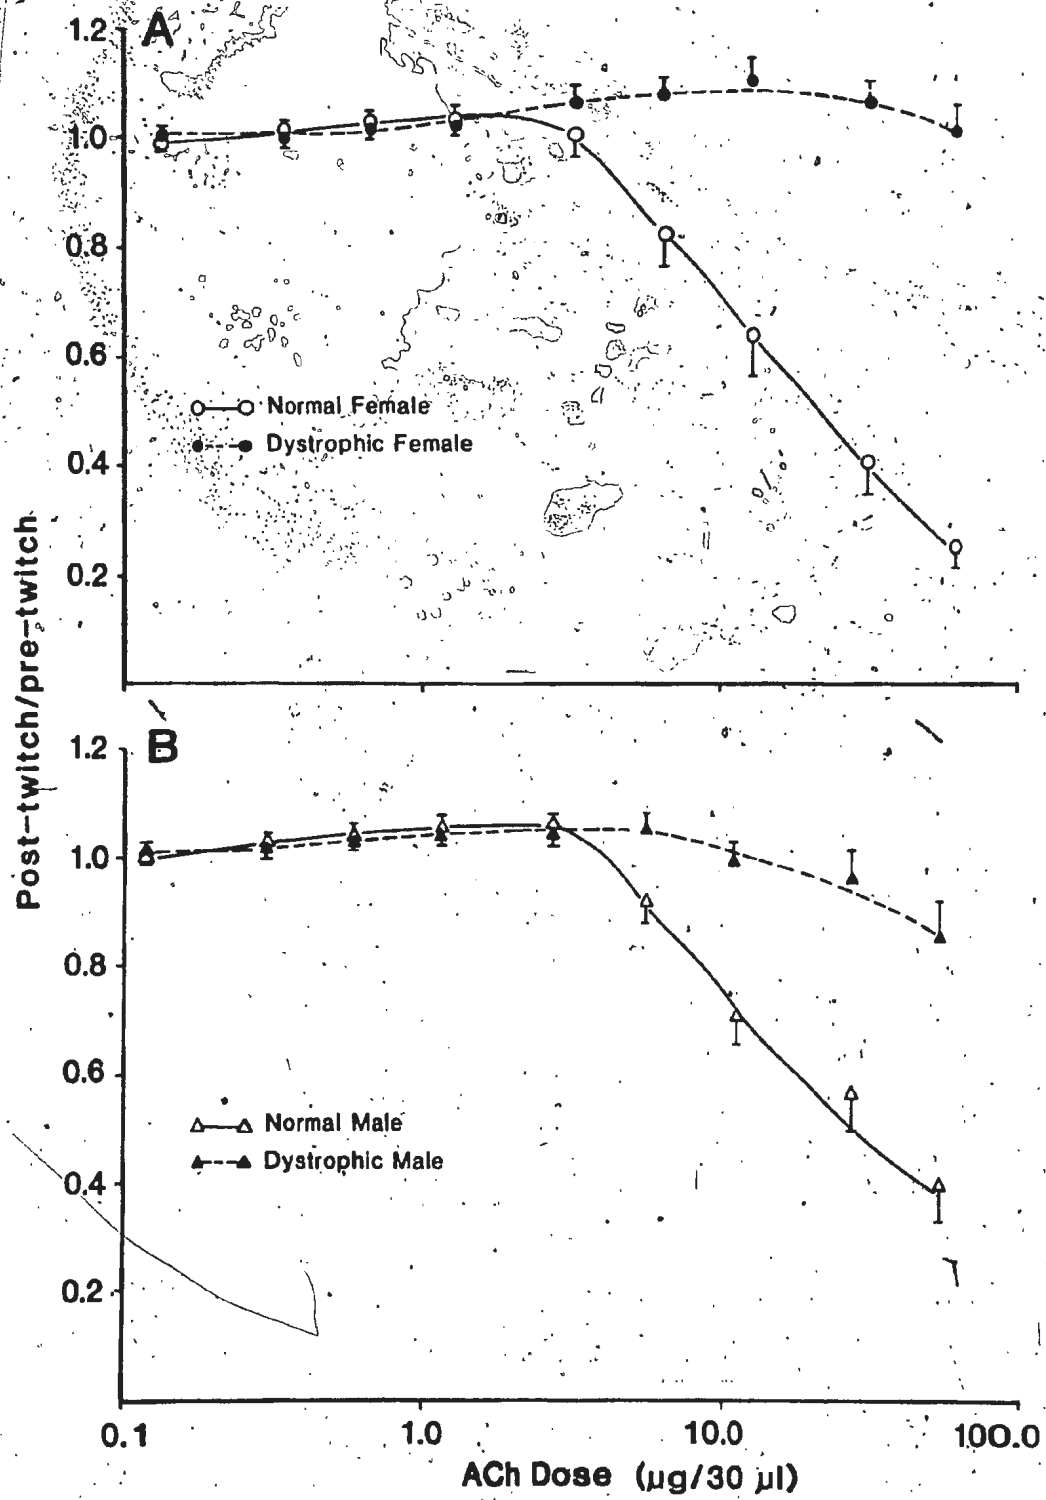 A
1.2
1.0
0.8
0.6
Normal Female
Dystrophic Female
0.4
0.2
Post-twitch/pre-twitch
B
1.2
1.0
0.8
0.6
Normal Male
Dystrophic Male
0.4
0.2
0.1 1.0 10.0 100.0
ACh Dose (μg/30 μl)